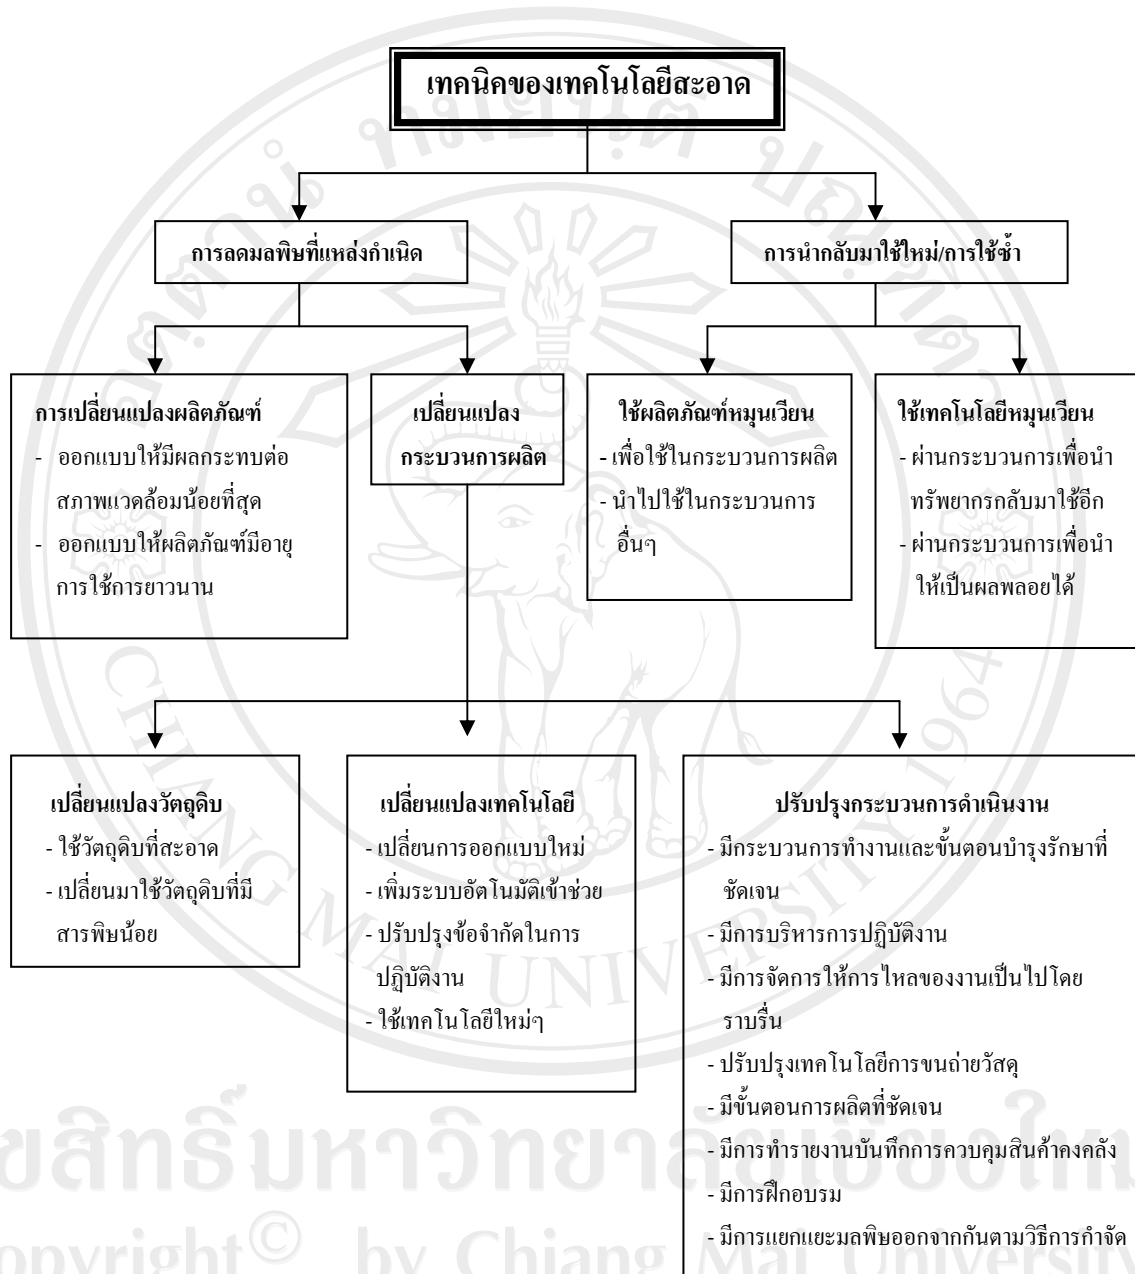 เทคนิคของเทคโนโลยีสะอาด
การลดมลพิษที่แหล่งกำเนิด
การนำกลับมาใช้ใหม่/การใช้ซ้ำ
การเปลี่ยนแปลงผลิตภัณฑ์
- ออกแบบให้มีผลกระทบต่อ
สภาพแวดล้อมน้อยที่สุด
- ออกแบบให้ผลิตภัณฑ์มีอายุ
การใช้การยาวนาน
เปลี่ยนแปลง
กระบวนการผลิต
ใช้ผลิตภัณฑ์หมุนเวียน
- เพื่อใช้ในกระบวนการผลิต
- นำไปใช้ในกระบวนการ
อื่นๆ
ใช้เทคโนโลยีหมุนเวียน
- ผ่านกระบวนการเพื่อนำ
ทรัพยากรกลับมาใช้อีก
- ผ่านกระบวนการเพื่อนำ
ให้เป็นผลพลอยได้
เปลี่ยนแปลงวัตถุดิบ
- ใช้วัตถุดิบที่สะอาด
- เปลี่ยนมาใช้วัตถุดิบที่มี
สารพิษน้อย
เปลี่ยนแปลงเทคโนโลยี
- เปลี่ยนการออกแบบใหม่
- เพิ่มระบบอัตโนมัติเข้าช่วย
- ปรับปรุงข้อจำกัดในการ
ปฏิบัติงาน
- ใช้เทคโนโลยีใหม่ๆ
ปรับปรุงกระบวนการดำเนินงาน
- มีกระบวนการทำงานและขั้นตอนบำรุงรักษาที่
ชัดเจน
- มีการบริหารการปฏิบัติงาน
- มีการจัดการให้การไหลของงานเป็นไปโดย
ราบรื่น
- ปรับปรุงเทคโนโลยีการขนถ่ายวัสดุ
- มีขั้นตอนการผลิตที่ชัดเจน
- มีการทำรายงานบันทึกการควบคุมสินค้าคงคลัง
- มีการฝึกอบรม
- มีการแยกแยะมลพิษออกจากกันตามวิธีการกำจัด
CHIANG MAI UNIVERSITY 1964
ขสิทธิ์มหาวิทยาลัยเชียงใหม
opyright© by Chiang Mai University